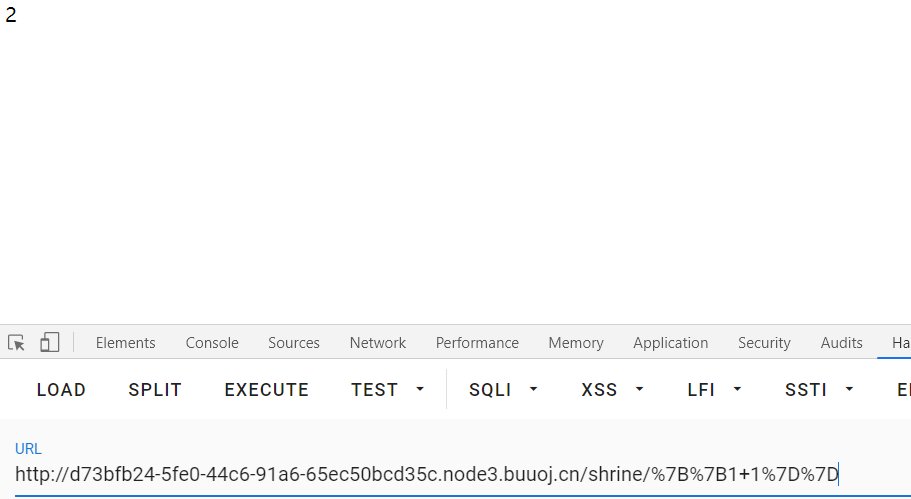 2
Elements Console Sources Network Performance Memory Application Security Audits Ha
LOAD SPLIT EXECUTE TEST SQLI XSS LFI SSTI E
URL
http://d73bfb24-5fe0-44c6-91a6-65ec50bcd35c.node3.buuoj.cn/shrine/%7B%7B1+1%7D%7D